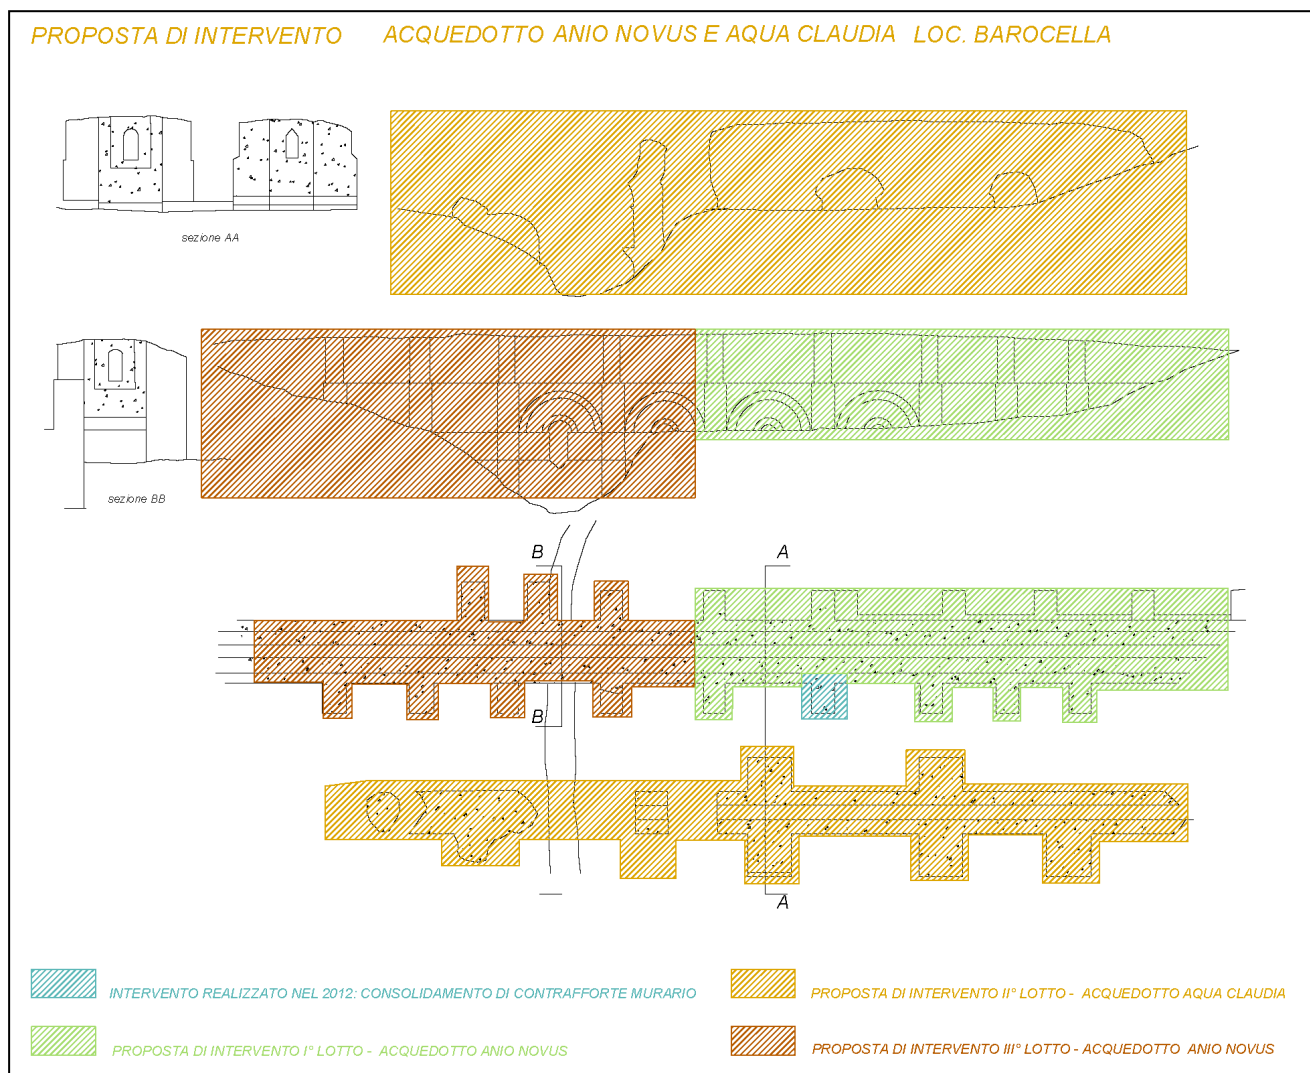 PROPOSTA DI INTERVENTO ACQUEDOTTO ANIO NOVUS E AQUA CLAUDIA LOC. BAROCELLA
sezione AA
sezione BB
B
A
B
A
INTERVENTO REALIZZATO NEL 2012: CONSOLIDAMENTO DI CONTRAFFORTE MURARIO
PROPOSTA DI INTERVENTO II° LOTTO - ACQUEDOTTO AQUA CLAUDIA
PROPOSTA DI INTERVENTO I° LOTTO - ACQUEDOTTO ANIO NOVUS
PROPOSTA DI INTERVENTO III° LOTTO - ACQUEDOTTO ANIO NOVUS